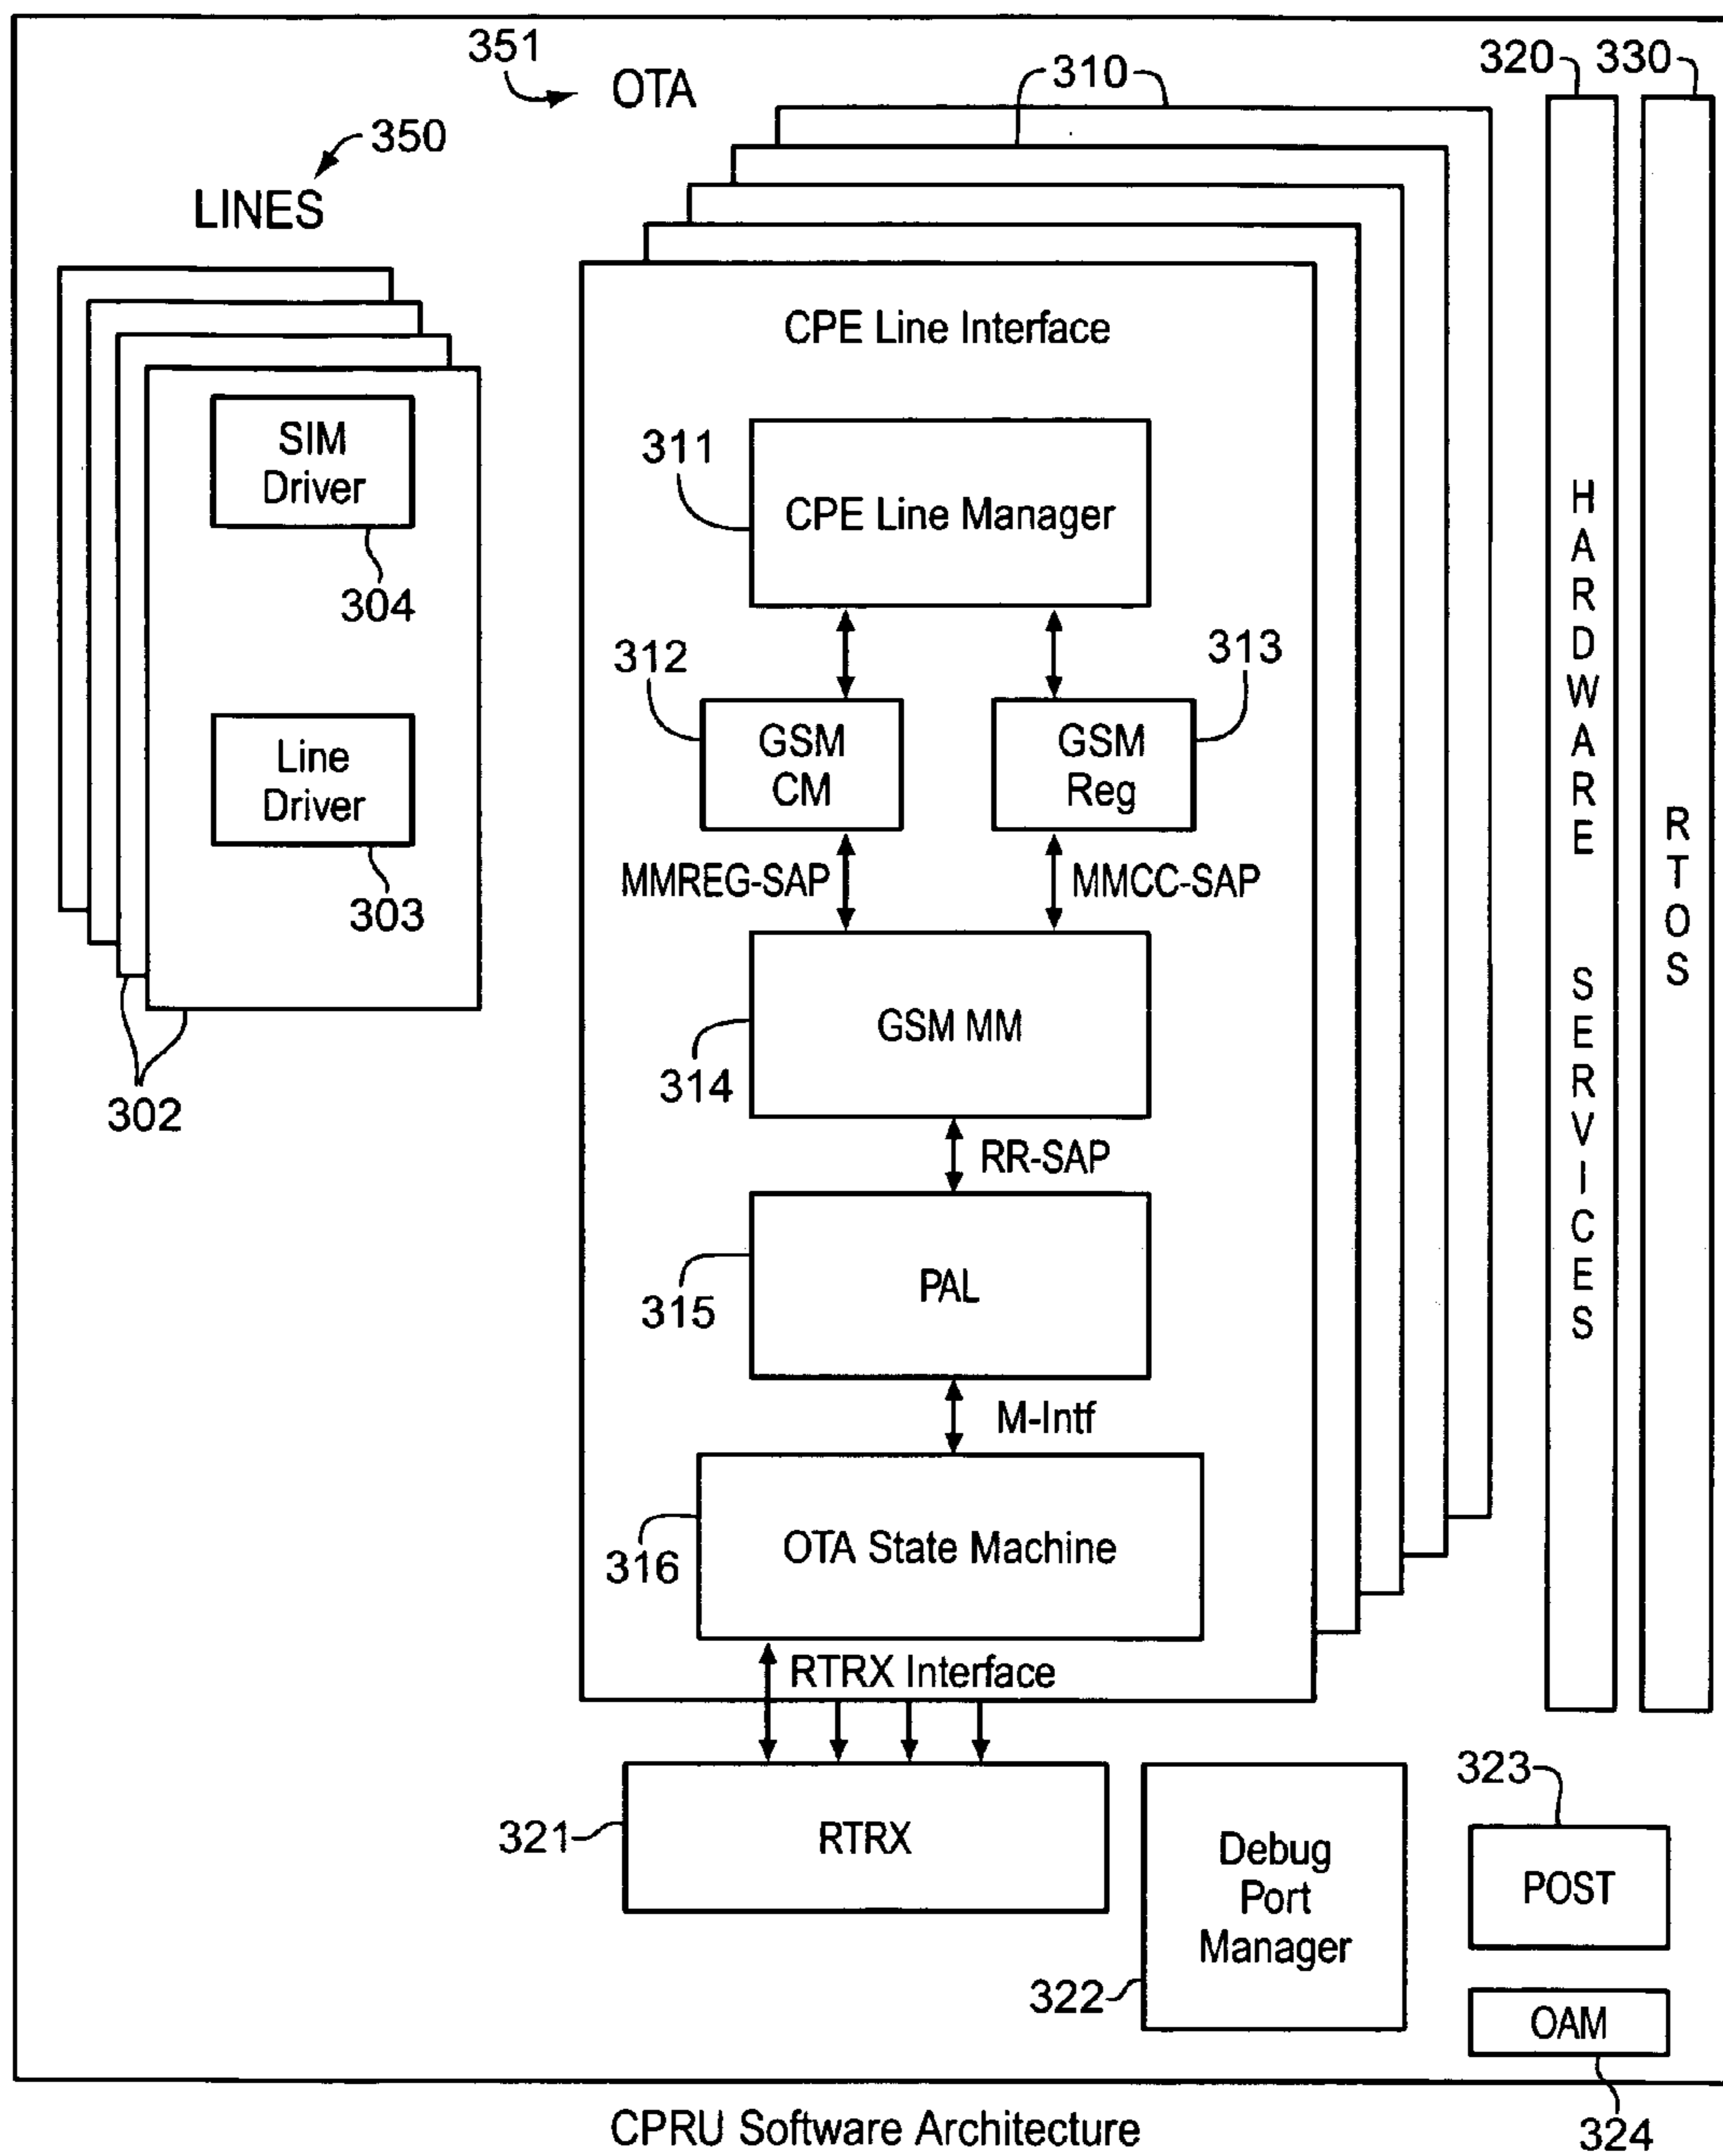 351
OTA
310
320
330
350
LINES
CPE Line Interface
SIM
Driver
304
311
CPE Line Manager
312
313
GSM
CM
GSM
Reg
Line
Driver
303
MMREG-SAP
MMCC-SAP
302
314
GSM MM
RR-SAP
315
PAL
M-Intf
316
OTA State Machine
RTRX Interface
HARDWARE SERVICES
RTOS
321
RTRX
322
Debug
Port
Manager
323
POST
OAM
324
CPRU Software Architecture